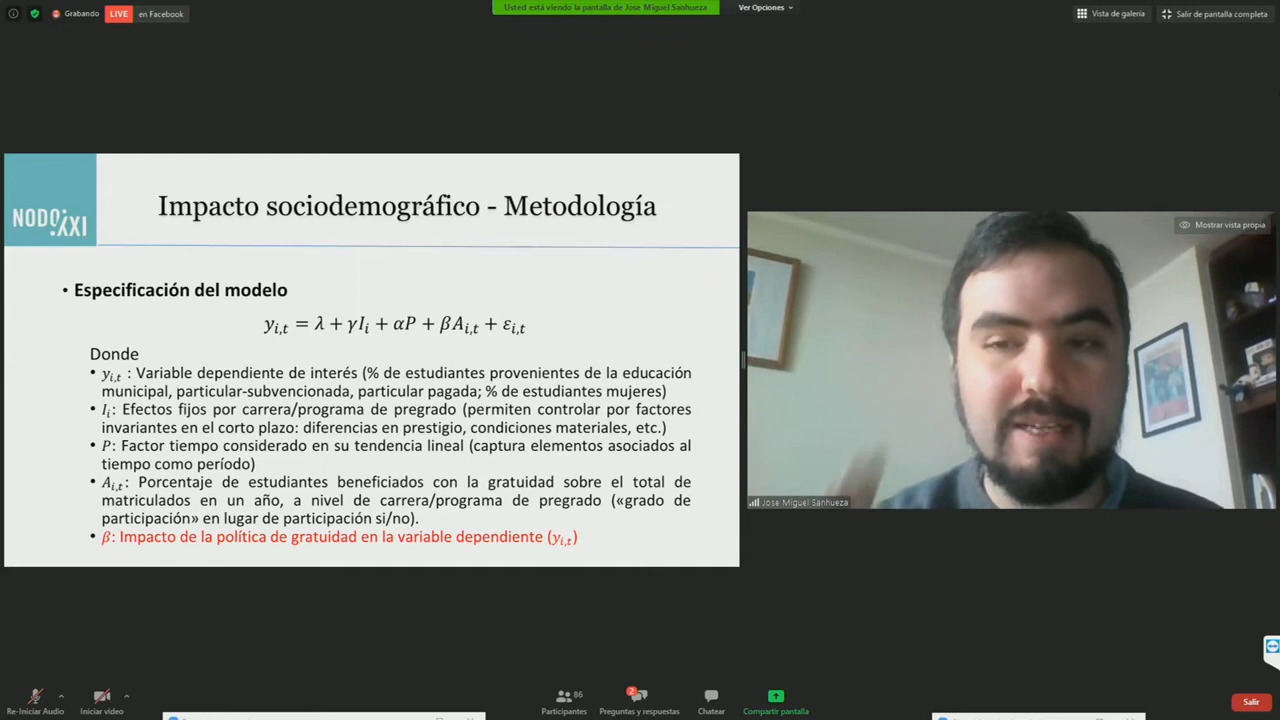 Grabando
LIVE
en Facebook
Usted está viendo la pantalla de Jose Miguel Sanhueza
Ver Opciones
Vista de galería
Salir de pantalla completa
NODO XXI
Impacto sociodemográfico - Metodología
Mostrar vista propia
• Especificación del modelo
y_{i,t} = λ + γI_i + αP + βA_{i,t} + ε_{i,t}
Donde
• y_{i,t} : Variable dependiente de interés (% de estudiantes provenientes de la educación
municipal, particular-subvencionada, particular pagada; % de estudiantes mujeres)
• I_i: Efectos fijos por carrera/programa de pregrado (permiten controlar por factores
invariantes en el corto plazo: diferencias en prestigio, condiciones materiales, etc.)
• P: Factor tiempo considerado en su tendencia lineal (captura elementos asociados al
tiempo como período)
• A_{i,t}: Porcentaje de estudiantes beneficiados con la gratuidad sobre el total de
matriculados en un año, a nivel de carrera/programa de pregrado («grado de
participación» en lugar de participación si/no).
• β: Impacto de la política de gratuidad en la variable dependiente (y_{i,t})
Jose Miguel Sanhueza
Re-Iniciar Audio
Iniciar video
86
Participantes
2
Preguntas y respuestas
Chatear
Compartir pantalla
Salir